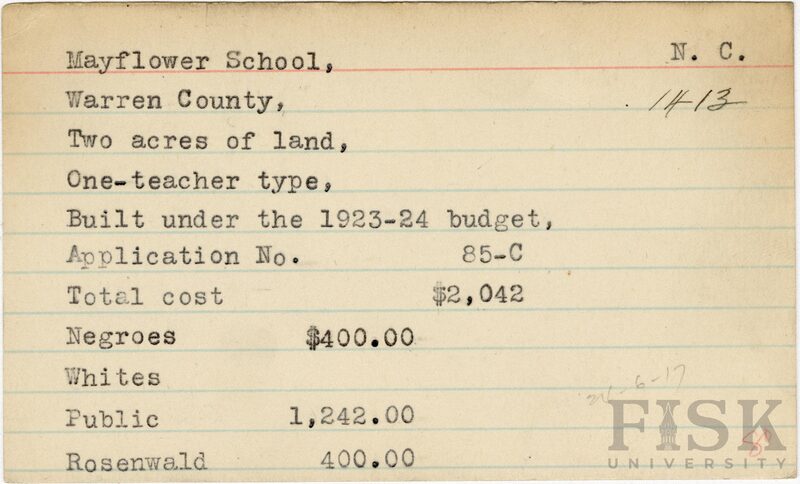 Mayflower School, N. C.
Warren County, 1413
Two acres of land,
One-teacher type,
Built under the 1923-24 budget,
Application No. 85-C
Total cost $2,042
Negroes $400.00
Whites
Public 1,242.00
Rosenwald 400.00
FISK
UNIVERSITY